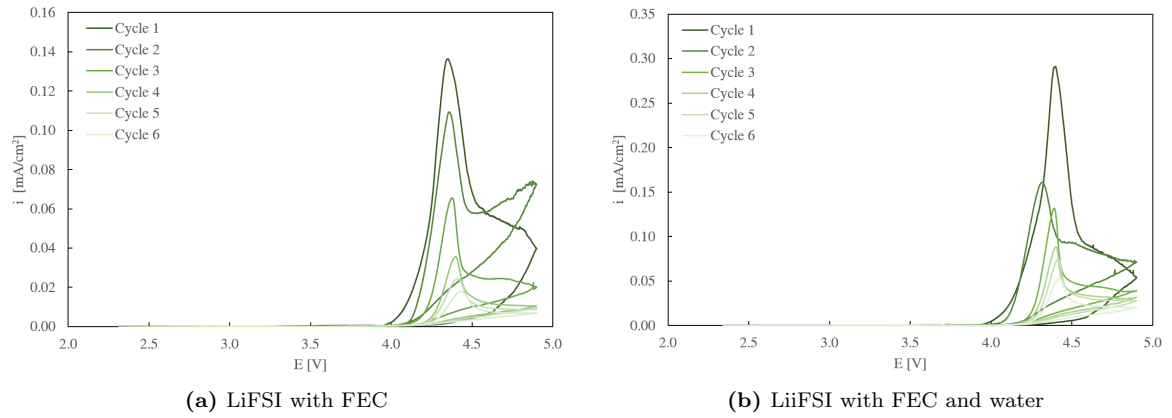 0.16
0.14
0.12
0.10
0.08
0.06
0.04
0.02
0.00
i [mA/cm²]
Cycle 1
Cycle 2
Cycle 3
Cycle 4
Cycle 5
Cycle 6
2.0 2.5 3.0 3.5 4.0 4.5 5.0
E [V]
(a) LiFSI with FEC
0.35
0.30
0.25
0.20
0.15
0.10
0.05
0.00
i [mA/cm²]
Cycle 1
Cycle 2
Cycle 3
Cycle 4
Cycle 5
Cycle 6
2.0 2.5 3.0 3.5 4.0 4.5 5.0
E [V]
(b) LiiFSI with FEC and water